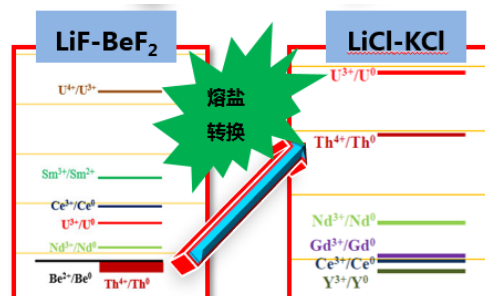 LiF-BeF₂
LiCl-KCl
熔盐
转换
U⁴⁺/U³⁺
Sm³⁺/Sm²⁺
Ce³⁺/Ce⁰
U³⁺/U⁰
Nd³⁺/Nd⁰
Be²⁺/Be⁰
Th⁴⁺/Th⁰
U³⁺/U⁰
Th⁴⁺/Th⁰
Nd³⁺/Nd⁰
Gd³⁺/Gd⁰
Ce³⁺/Ce⁰
Y³⁺/Y⁰